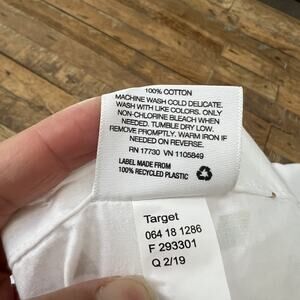 100% COTTON
MACHINE WASH COLD DELICATE.
WASH WITH LIKE COLORS. ONLY
NON-CHLORINE BLEACH WHEN
NEEDED. TUMBLE DRY LOW.
REMOVE PROMPTLY. WARM IRON IF
NEEDED ON REVERSE.
RN 17730 VN 1105849
LABEL MADE FROM
100% RECYCLED PLASTIC
Target
064 18 1286
F 293301
Q 2/19